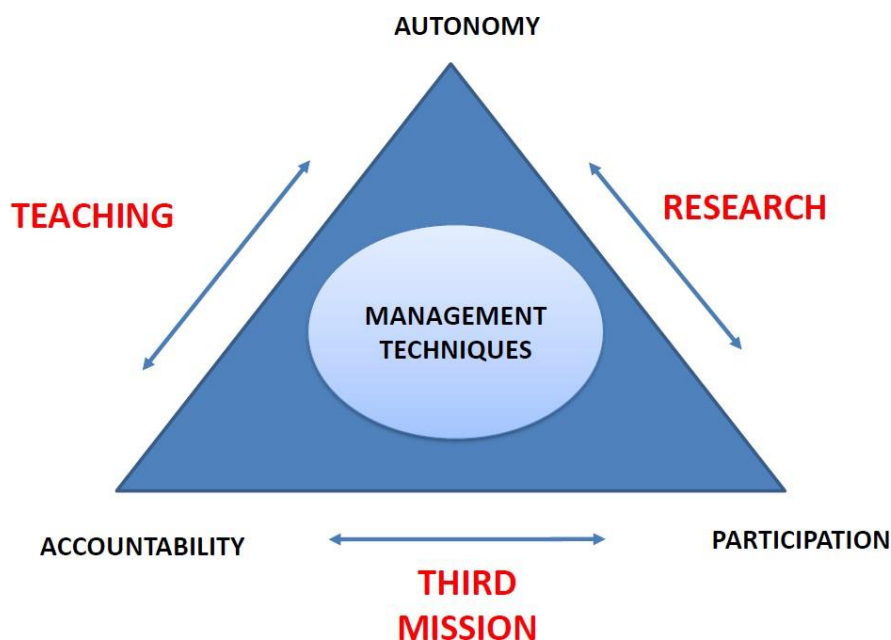 AUTONOMY
TEACHING
RESEARCH
MANAGEMENT
TECHNIQUES
ACCOUNTABILITY
PARTICIPATION
THIRD
MISSION